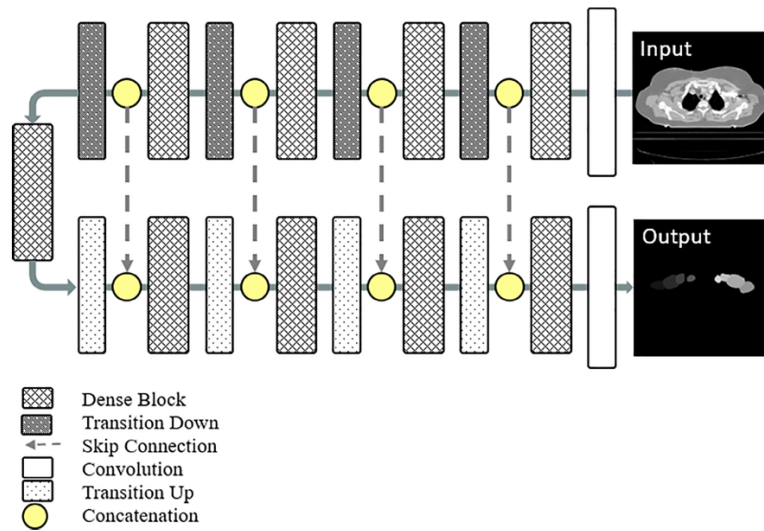 Input
Output
Dense Block
Transition Down
Skip Connection
Convolution
Transition Up
Concatenation